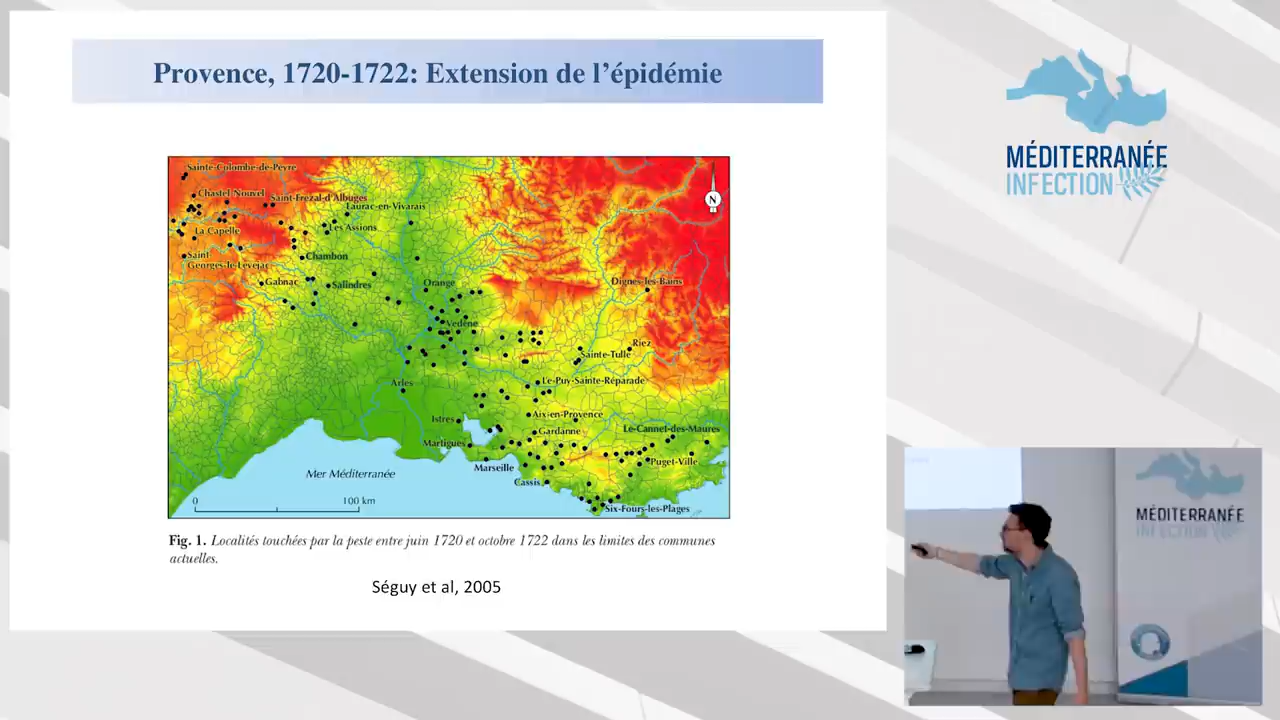 Provence, 1720-1722: Extension de l’épidémie
Sainte-Colombe-de-Peyre
Chastel-Nouvel
Saint-Frezal-d'Albuges
Laurac-en-Vivarais
La Capelle
Les Assions
Saint-
Georges-le-Levejac
Chambon
Gabriac
Salindres
Orange
Dignes-les-Bains
Vedène
Riez
Sainte-Tulle
Le-Puy-Sainte-Réparade
Arles
Istres
Aix-en-Provence
Gardanne
Le-Cannet-des-Maures
Martigues
Marseille
Puget-Ville
Cassis
Six-Fours-les-Plages
Mer Méditerranée
0
100 km
N
Fig. 1. Localités touchées par la peste entre juin 1720 et octobre 1722 dans les limites des communes
actuelles.
Séguy et al, 2005
MÉDITERRANÉE
INFECTION
MÉDITERRANÉE
INFECTION